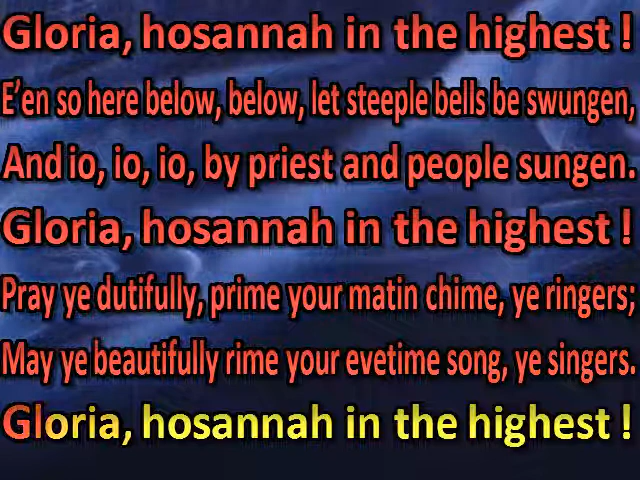 Gloria, hosannah in the highest !
E’en so here below, below, let steeple bells be swungen,
And io, io, io, by priest and people sungen.
Gloria, hosannah in the highest !
Pray ye dutifully, prime your matin chime, ye ringers;
May ye beautifully rime your evetime song, ye singers.
Gloria, hosannah in the highest !